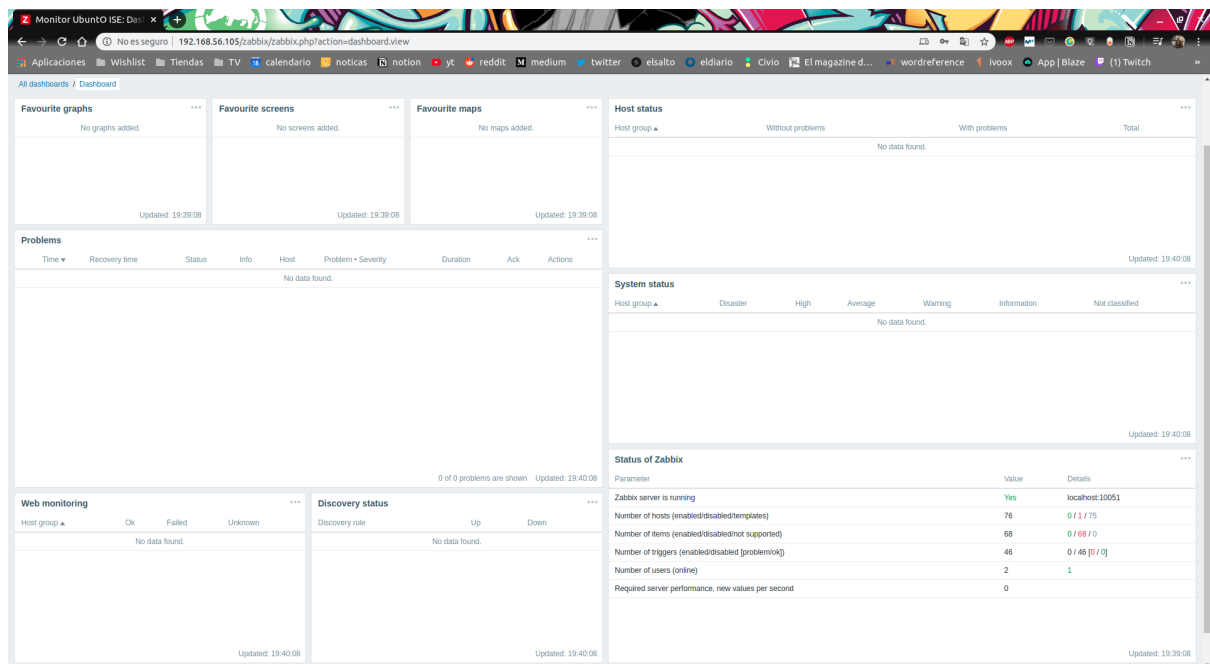 Monitor UbuntO ISE: Das
No es seguro | 192.168.56.105/zabbix/zabbix.php?action=dashboard.view
Aplicaciones Wishlist Tiendas TV calendario noticas notion yt reddit medium twitter elsalto eldiario Civio El magazine d... wordreference ivoox App | Blaze (1) Twitch »
All dashboards / Dashboard
Favourite graphs
No graphs added.
Updated: 19:39:08
Favourite screens
No screens added.
Updated: 19:39:08
Favourite maps
No maps added.
Updated: 19:39:08
Host status
Host group ▲ Without problems With problems Total
No data found.
Updated: 19:40:08
Problems
Time ▼ Recovery time Status Info Host Problem • Severity Duration Ack Actions
No data found.
0 of 0 problems are shown Updated: 19:40:08
System status
Host group ▲ Disaster High Average Warning Information Not classified
No data found.
Updated: 19:40:08
Web monitoring
Host group ▲ Ok Failed Unknown
No data found.
Updated: 19:40:08
Discovery status
Discovery rule Up Down
No data found.
Updated: 19:40:08
Status of Zabbix
Parameter Value Details
Zabbix server is running Yes localhost:10051
Number of hosts (enabled/disabled/templates) 76 0 / 1 / 75
Number of items (enabled/disabled/not supported) 68 0 / 68 / 0
Number of triggers (enabled/disabled [problem/ok]) 46 0 / 46 [0 / 0]
Number of users (online) 2 1
Required server performance, new values per second 0
Updated: 19:39:08